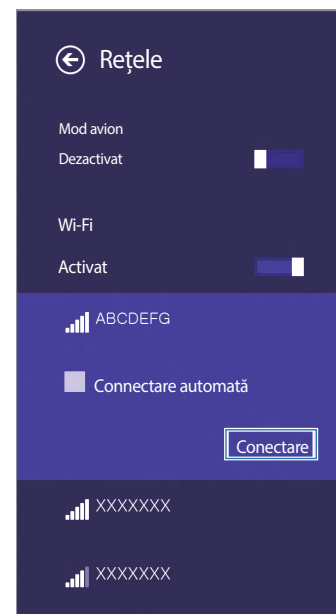 Rețele
Mod avion
Dezactivat
Wi-Fi
Activat
ABCDEFG
Connectare automată
Conectare
XXXXXXX
XXXXXXX